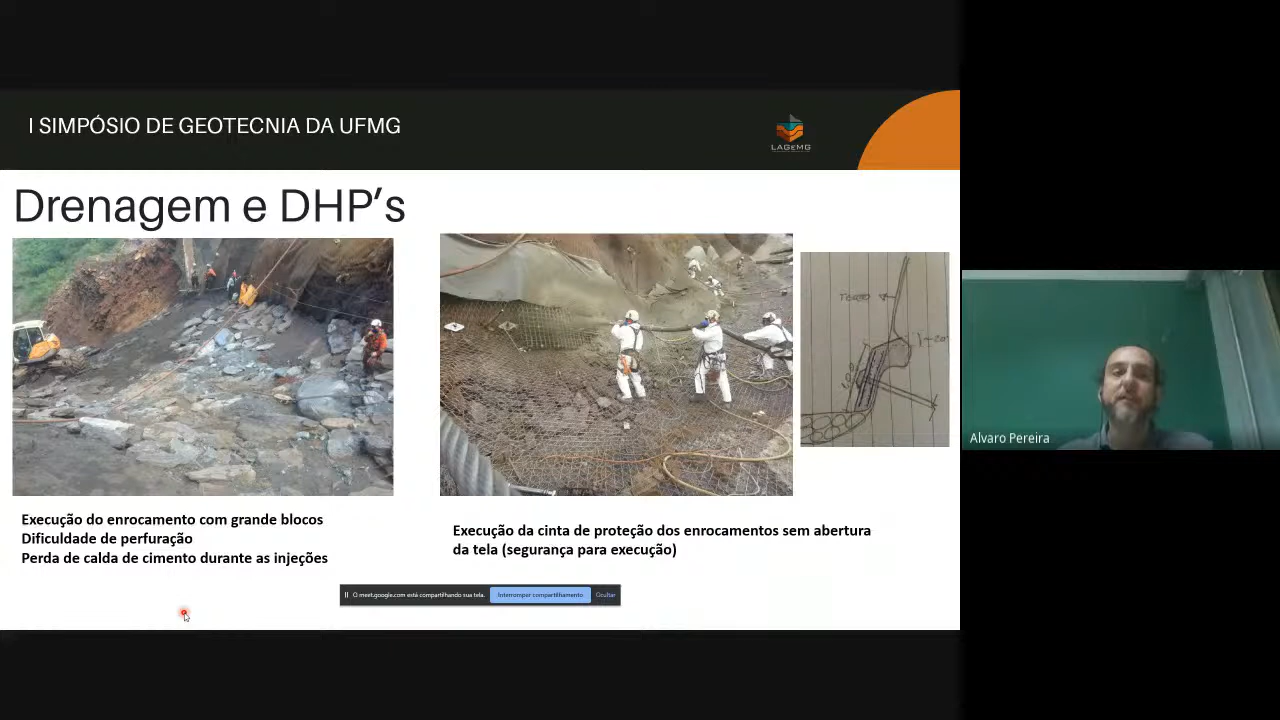 I SIMPÓSIO DE GEOTECNIA DA UFMG
LAGEMG
Drenagem e DHP’s
Execução do enrocamento com grande blocos
Dificuldade de perfuração
Perda de calda de cimento durante as injeções
Execução da cinta de proteção dos enrocamentos sem abertura
da tela (segurança para execução)
O meet.google.com está compartilhando sua tela.
Interromper compartilhamento
Ocultar
Alvaro Pereira